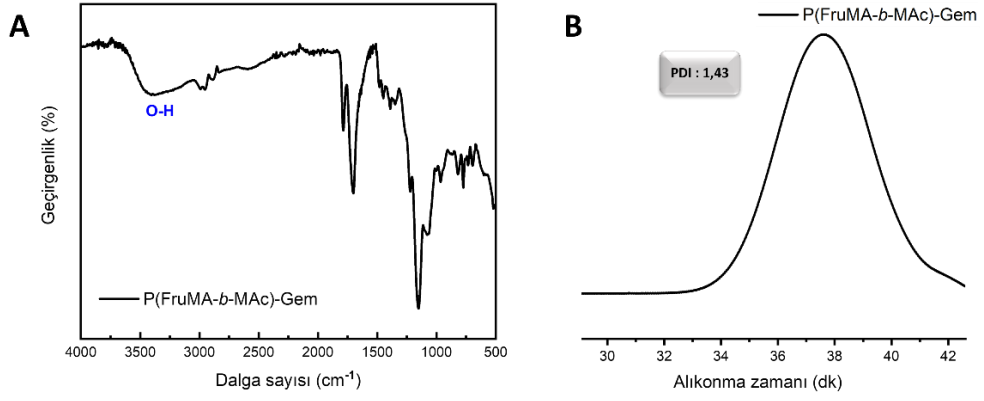 A
O-H
Geçirgenlik (%)
P(FruMA-b-MAc)-Gem
4000 3500 3000 2500 2000 1500 1000 500
Dalga sayısı (cm⁻¹)
B
P(FruMA-b-MAc)-Gem
PDI : 1,43
30 32 34 36 38 40 42
Alıkonma zamanı (dk)